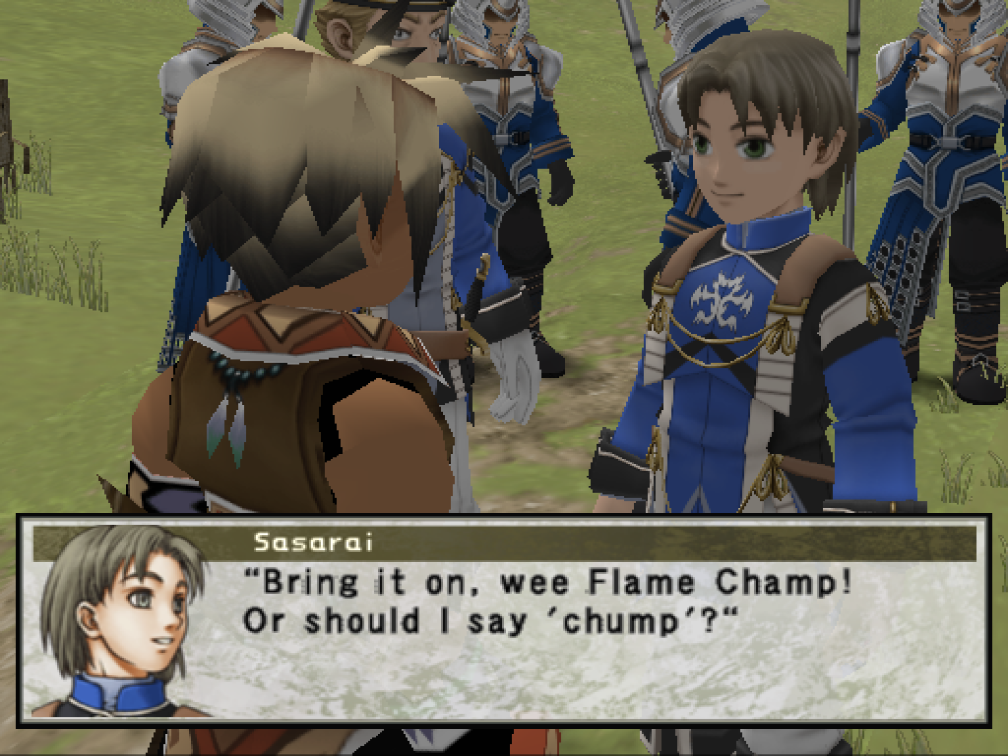 Sasarai
“Bring it on, wee Flame Champ!
Or should I say 'chump'?“